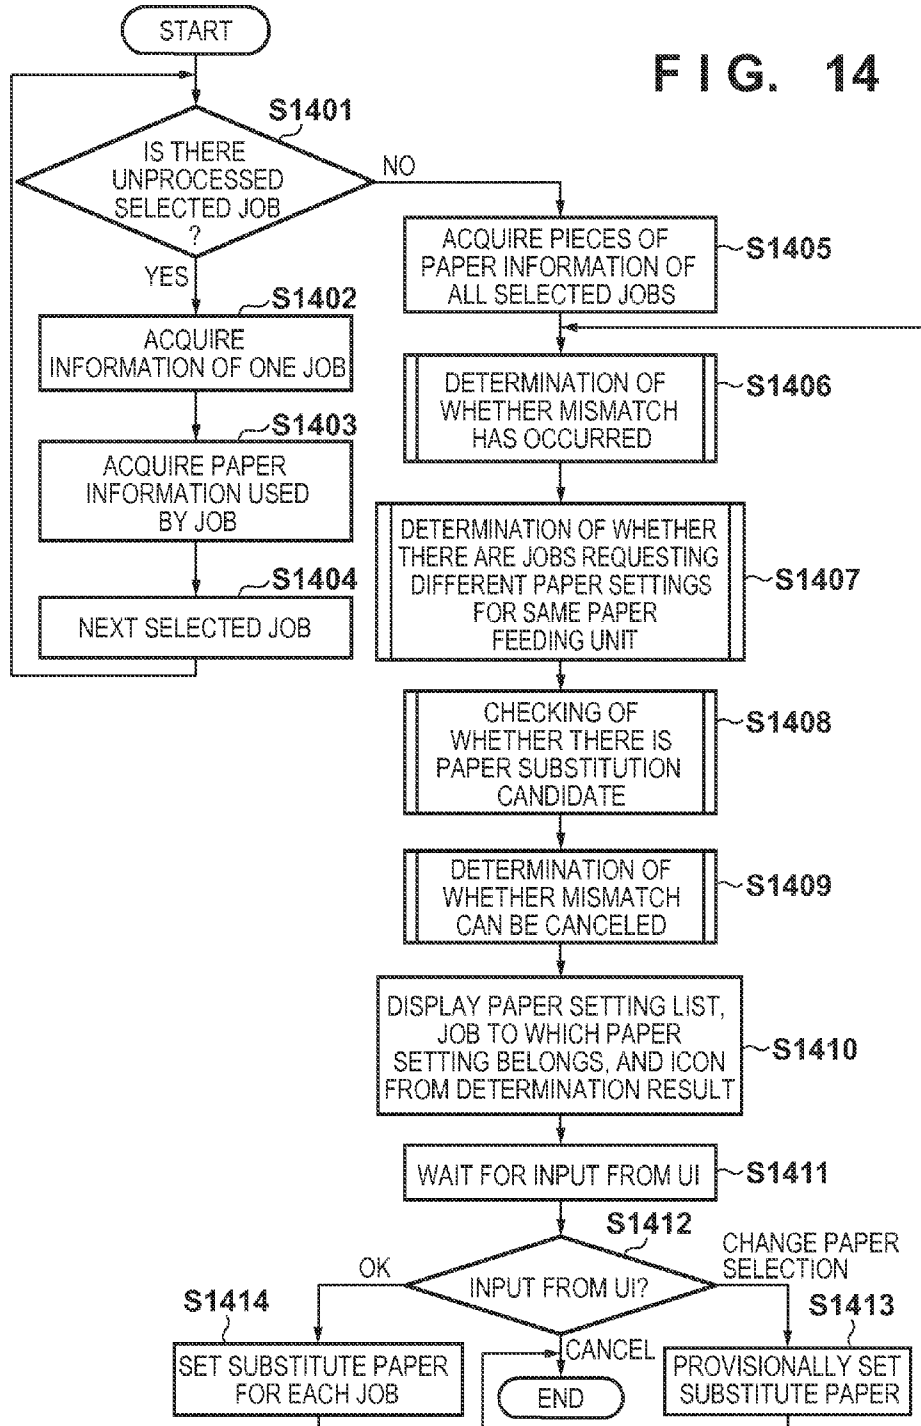 START
FIG. 14
S1401
IS THERE
UNPROCESSED
SELECTED JOB
?
NO
YES
S1402
ACQUIRE
INFORMATION OF ONE JOB
S1403
ACQUIRE PAPER
INFORMATION USED
BY JOB
S1404
NEXT SELECTED JOB
ACQUIRE PIECES OF
PAPER INFORMATION OF
ALL SELECTED JOBS
S1405
DETERMINATION OF
WHETHER MISMATCH
HAS OCCURRED
S1406
DETERMINATION OF WHETHER
THERE ARE JOBS REQUESTING
DIFFERENT PAPER SETTINGS
FOR SAME PAPER
FEEDING UNIT
S1407
CHECKING OF
WHETHER THERE IS
PAPER SUBSTITUTION
CANDIDATE
S1408
DETERMINATION OF
WHETHER MISMATCH
CAN BE CANCELED
S1409
DISPLAY PAPER SETTING LIST,
JOB TO WHICH PAPER
SETTING BELONGS, AND ICON
FROM DETERMINATION RESULT
S1410
WAIT FOR INPUT FROM UI
S1411
S1412
INPUT FROM UI?
OK
CHANGE PAPER
SELECTION
CANCEL
S1414
SET SUBSTITUTE PAPER
FOR EACH JOB
END
S1413
PROVISIONALLY SET
SUBSTITUTE PAPER